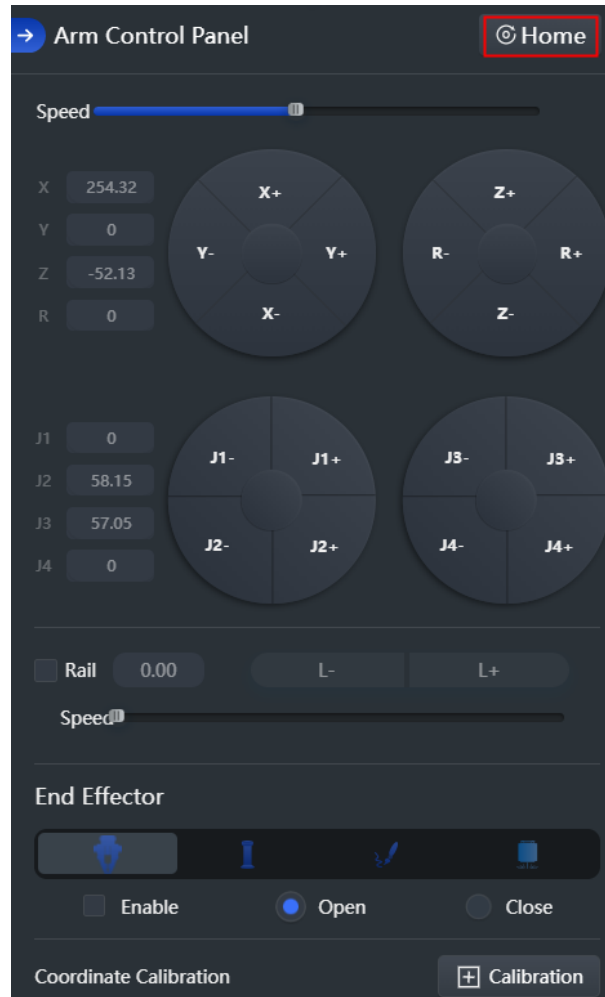 Arm Control Panel
Home
Speed
X 254.32
Y 0
Z -52.13
R 0
X+
Y- Y+
X-
Z+
R- R+
Z-
J1 0
J2 58.15
J3 57.05
J4 0
J1- J1+
J2- J2+
J3- J3+
J4- J4+
Rail 0.00 L- L+
Speed
End Effector
Enable Open Close
Coordinate Calibration Calibration